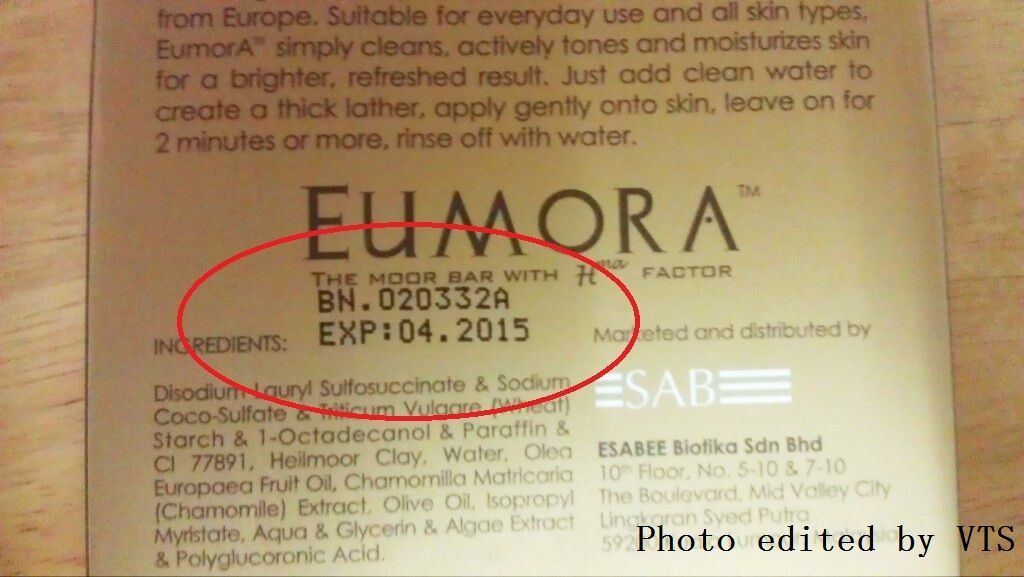 from Europe. Suitable for everyday use and all skin types,
EumorA™ simply cleans, actively tones and moisturizes skin
for a brighter, refreshed result. Just add clean water to
create a thick lather, apply gently onto skin, leave on for
2 minutes or more, rinse off with water.
EUMORA™
THE MOOR BAR WITH Hma FACTOR
BN.020332A
EXP:04.2015
INGREDIENTS:
Disodium Lauryl Sulfosuccinate & Sodium
Coco-Sulfate & Triticum Vulgare (Wheat)
Starch & 1-Octadecanol & Paraffin &
CI 77891, Heilmoor Clay, Water, Olea
Europaea Fruit Oil, Chamomilla Matricaria
(Chamomile) Extract, Olive Oil, Isopropyl
Myristate, Aqua & Glycerin & Algae Extract
& Polyglucoronic Acid.
Marketed and distributed by
ESAB
ESABEE Biotika Sdn Bhd
10th Floor, No. 5-10 & 7-10
The Boulevard, Mid Valley City
Lingkaran Syed Putra
Photo edited by VTS